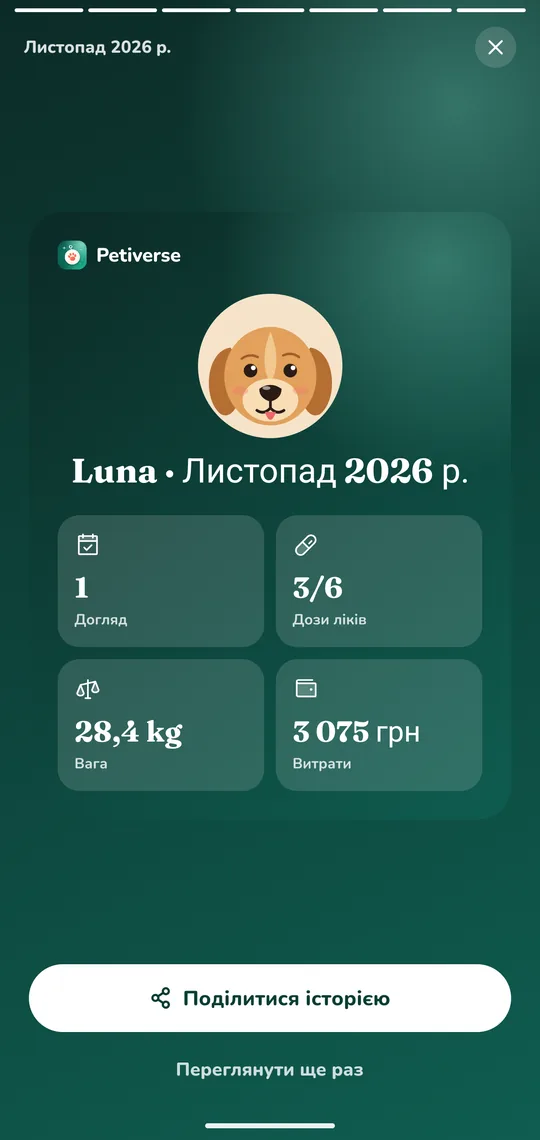 Листопад 2026 р.
Petiverse
Luna • Листопад 2026 р.
1
Догляд
3/6
Дози ліків
28,4 kg
Вага
3 075 грн
Витрати
Поділитися історією
Переглянути ще раз